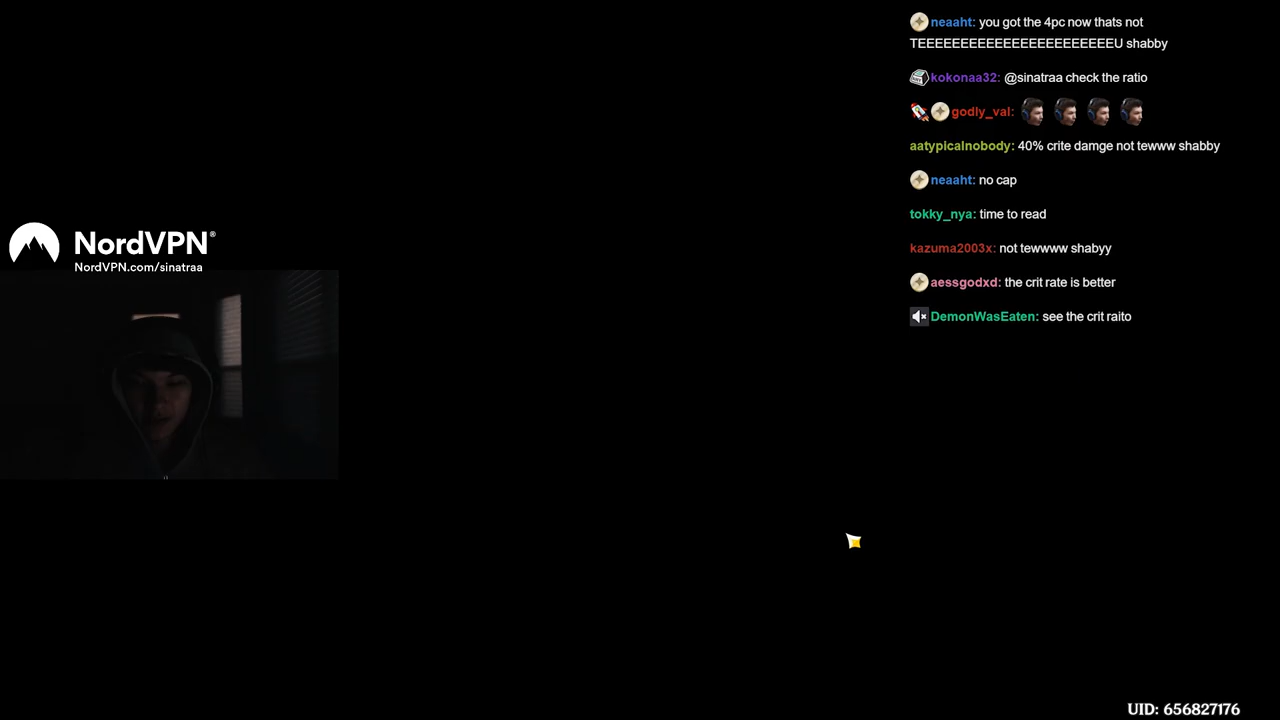 neaaht: you got the 4pc now thats not
TEEEEEEEEEEEEEEEEEEEEEEEU shabby
kokonaa32: @sinatraa check the ratio
godly_val:
aatypicalnobody: 40% crite damge not tewww shabby
neaaht: no cap
tokky_nya: time to read
kazuma2003x: not tewwww shabyy
aessgodxd: the crit rate is better
DemonWasEaten: see the crit raito
NordVPN®
NordVPN.com/sinatraa
UID: 656827176